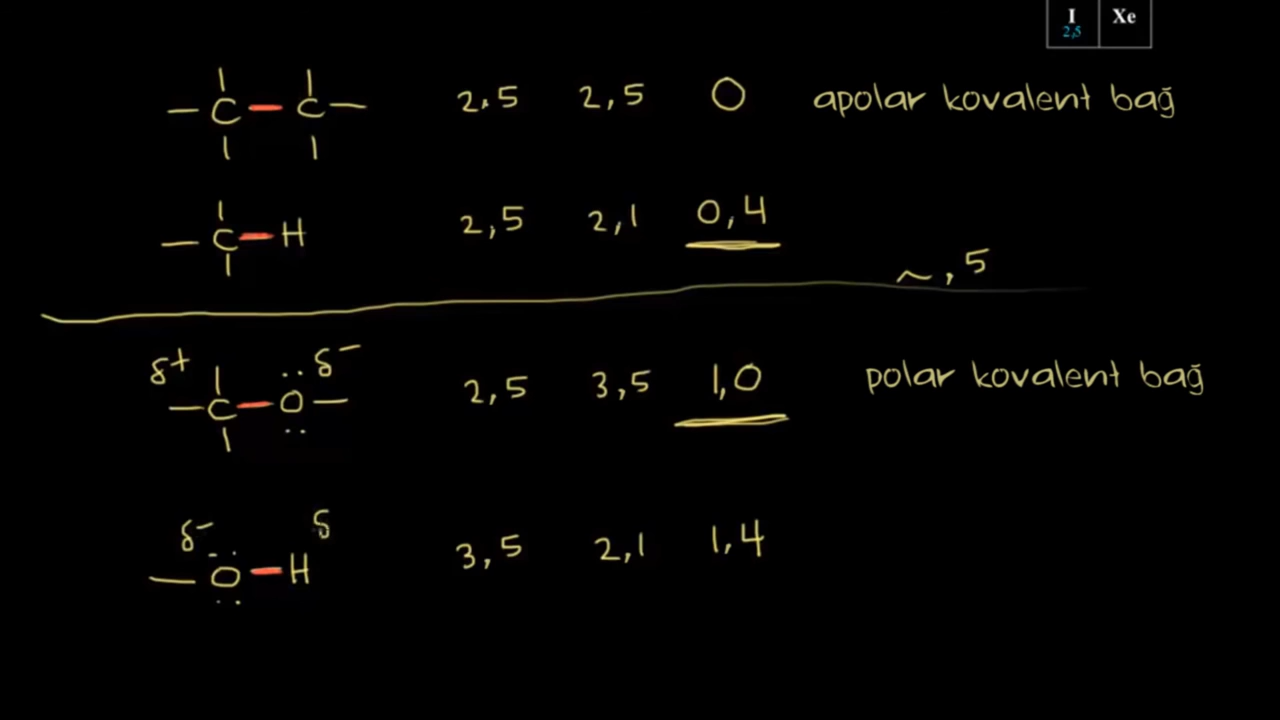 I Xe
2,5
C C 2,5 2,5 0 apolar kovalent bağ
C H 2,5 2,1 0,4
~,5
δ+ δ-
C O 2,5 3,5 1,0 polar kovalent bağ
δ- δ
O H 3,5 2,1 1,4